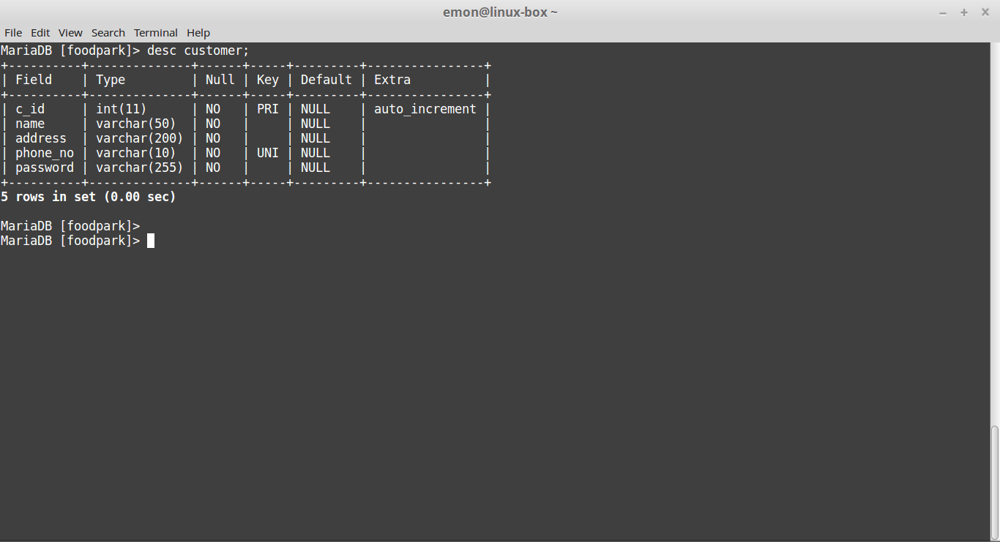 emon@linux-box ~
File Edit View Search Terminal Help
MariaDB [foodpark]> desc customer;
+----------+--------------+------+-----+---------+----------------+
| Field    | Type         | Null | Key | Default | Extra          |
+----------+--------------+------+-----+---------+----------------+
| c_id     | int(11)      | NO   | PRI | NULL    | auto_increment |
| name     | varchar(50)  | NO   |     | NULL    |                |
| address  | varchar(200) | NO   |     | NULL    |                |
| phone_no | varchar(10)  | NO   | UNI | NULL    |                |
| password | varchar(255) | NO   |     | NULL    |                |
+----------+--------------+------+-----+---------+----------------+
5 rows in set (0.00 sec)
MariaDB [foodpark]>
MariaDB [foodpark]>